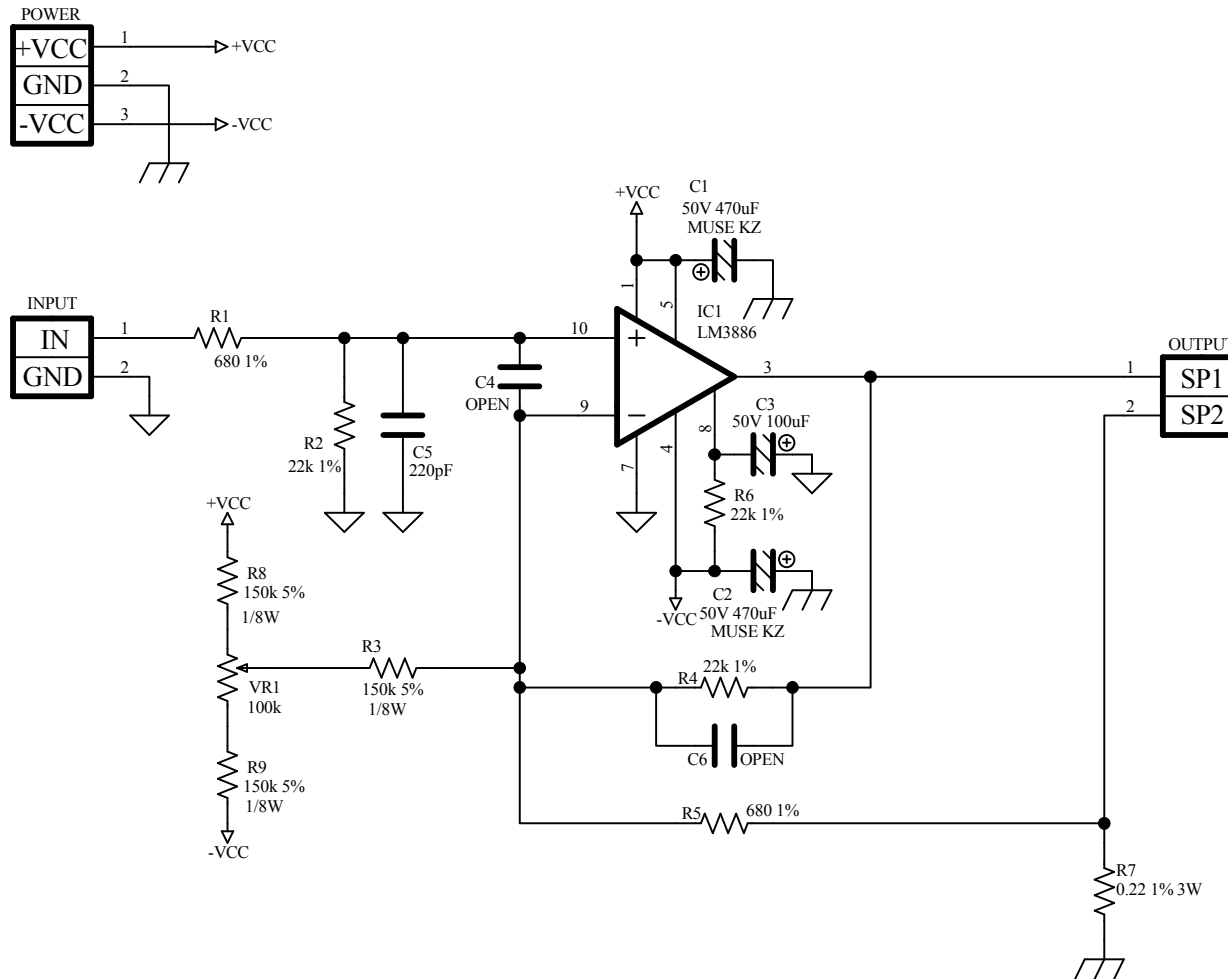 POWER
+VCC
1
+VCC
GND
2
-VCC
3
-VCC
+VCC
C1
50V 470uF
MUSE KZ
1
5
IC1
LM3886
INPUT
IN
1
R1
680 1%
10
+
GND
2
C4
OPEN
9
−
3
OUTPUT
1
SP1
2
SP2
R2
22k 1%
C5
220pF
7
4
8
C3
50V 100uF
R6
22k 1%
+VCC
R8
150k 5%
1/8W
-VCC
C2
50V 470uF
MUSE KZ
VR1
100k
R3
150k 5%
1/8W
R4
22k 1%
C6
OPEN
R9
150k 5%
1/8W
-VCC
R5
680 1%
R7
0.22 1% 3W